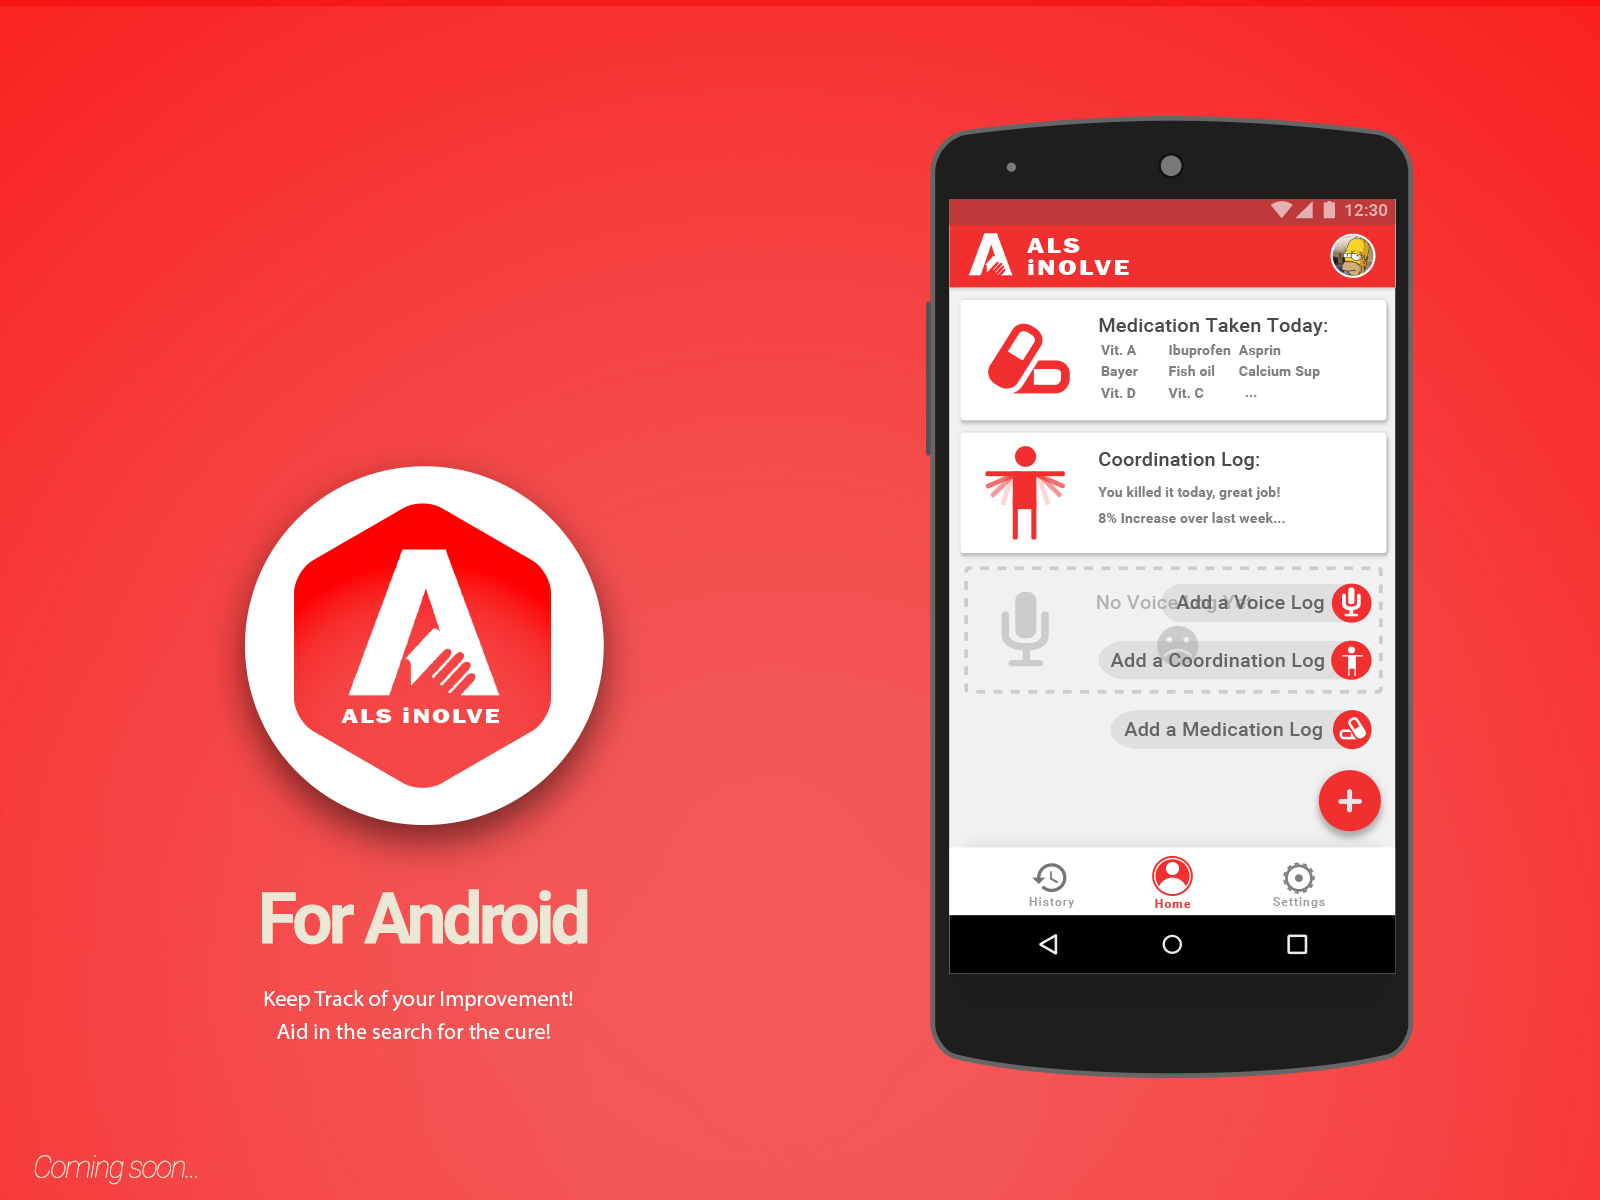 ALS iNOLVE
For Android
Keep Track of your Improvement!
Aid in the search for the cure!
Coming soon...
12:30
ALS
iNOLVE
Medication Taken Today:
Vit. A Ibuprofen Asprin
Bayer Fish oil Calcium Sup
Vit. D Vit. C ...
Coordination Log:
You killed it today, great job!
8% Increase over last week...
No Voice Log Yet
Add a Voice Log
Add a Coordination Log
Add a Medication Log
History Home Settings